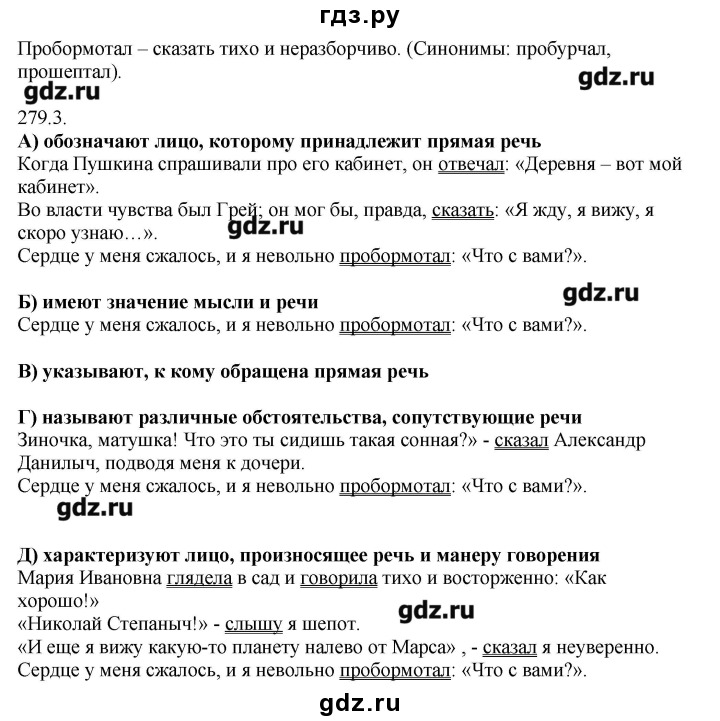 гдз.ру
Пробормотал – сказать тихо и неразборчиво. (Синонимы: пробурчал,
прошептал).
gdz.ru
gdz.ru
279.3.
А) обозначают лицо, которому принадлежит прямая речь
Когда Пушкина спрашивали про его кабинет, он отвечал: «Деревня – вот мой
кабинет».
Во власти чувства был Грей; он мог бы, правда, сказать: «Я жду, я вижу, я
скоро узнаю…».
gdz.ru
Сердце у меня сжалось, и я невольно пробормотал: «Что с вами?».
gdz.ru
Б) имеют значение мысли и речи
Сердце у меня сжалось, и я невольно пробормотал: «Что с вами?».
В) указывают, к кому обращена прямая речь
Г) называют различные обстоятельства, сопутствующие речи
Зиночка, матушка! Что это ты сидишь такая сонная?» - сказал Александр
Данилыч, подводя меня к дочери.
Сердце у меня сжалось, и я невольно пробормотал: «Что с вами?».
gdz.ru
Д) характеризуют лицо, произносящее речь и манеру говорения
Мария Ивановна глядела в сад и говорила тихо и восторженно: «Как
хорошо!»
gdz.ru
«Николай Степаныч!» - слышу я шепот.
«И еще я вижу какую-то планету налево от Марса» , - сказал я неуверенно.
Сердце у меня сжалось, и я невольно пробормотал: «Что с вами?».
gdz.ru